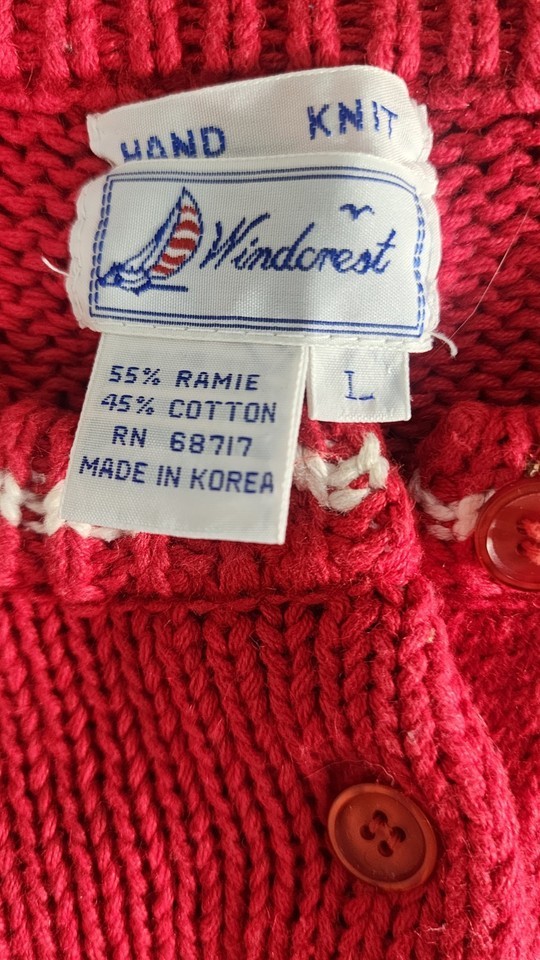 HAND KNIT
Windcrest
55% RAMIE
45% COTTON
RN 68717
MADE IN KOREA
L